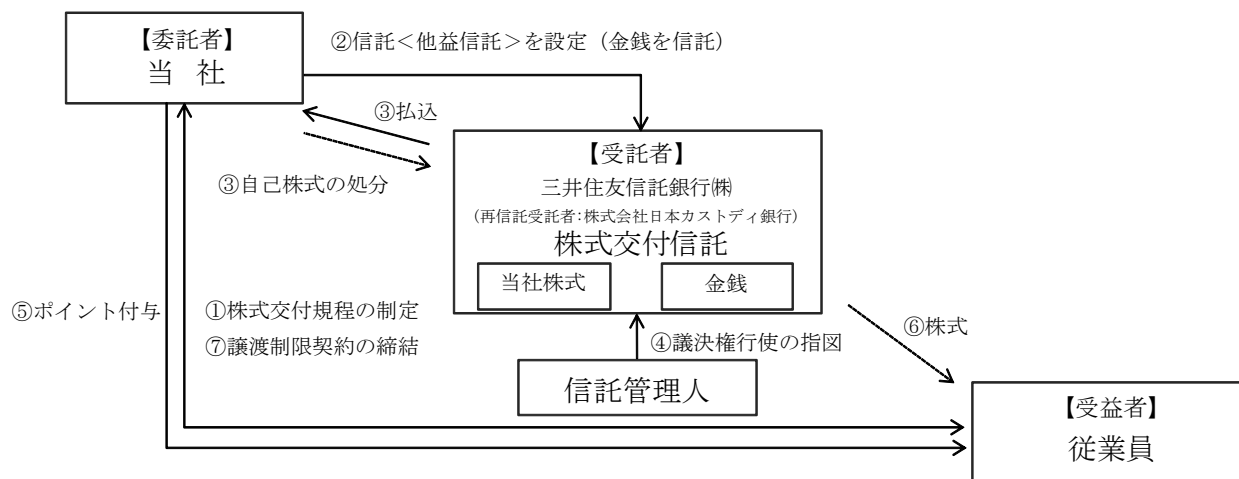 【委託者】
当 社
②信託<他益信託>を設定(金銭を信託)
③払込
③自己株式の処分
【受託者】
三井住友信託銀行㈱
(再信託受託者:株式会社日本カストディ銀行)
株式交付信託
当社株式
金銭
⑤ポイント付与
①株式交付規程の制定
⑦譲渡制限契約の締結
④議決権行使の指図
⑥株式
信託管理人
【受益者】
従業員